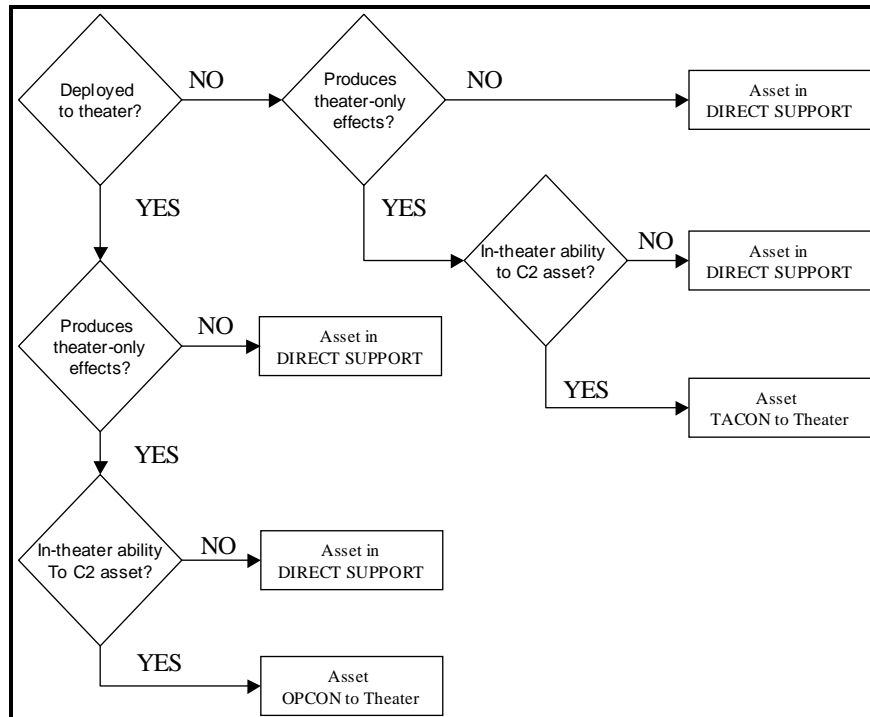 Deployed
to theater?
NO
Produces
theater-only
effects?
NO
Asset in
DIRECT SUPPORT
YES
YES
In-theater ability
to C2 asset?
NO
Asset in
DIRECT SUPPORT
Produces
theater-only
effects?
NO
Asset in
DIRECT SUPPORT
YES
Asset
TACON to Theater
YES
In-theater ability
To C2 asset?
NO
Asset in
DIRECT SUPPORT
YES
Asset
OPCON to Theater